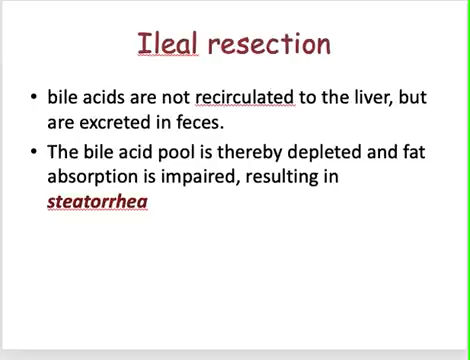 Ileal resection
• bile acids are not recirculated to the liver, but
are excreted in feces.
• The bile acid pool is thereby depleted and fat
absorption is impaired, resulting in
steatorrhea